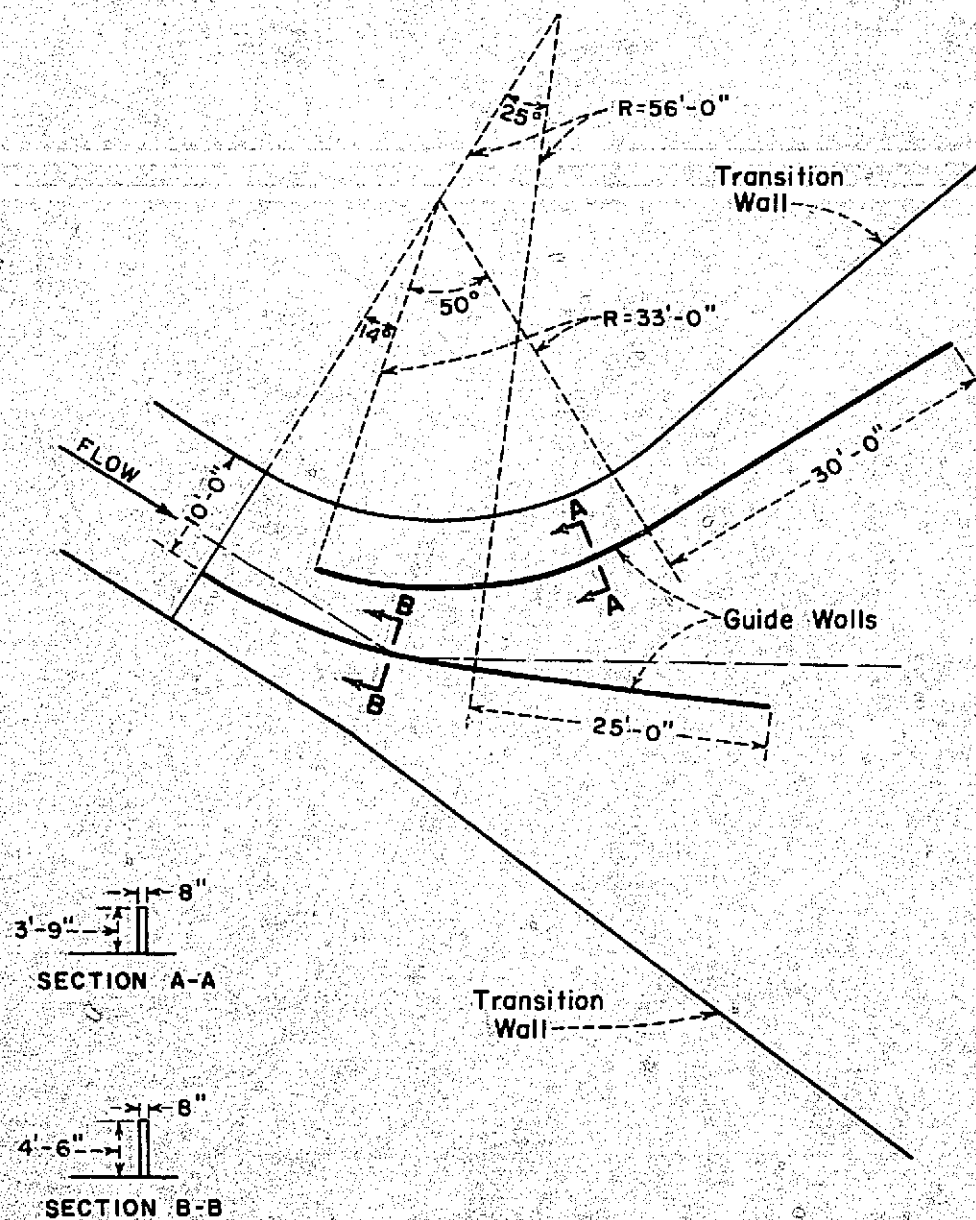 25°
R=56'-0"
Transition
Wall
50°
14°
R=33'-0"
FLOW
10'-0"
30'-0"
A
A
B
B
Guide Walls
25'-0"
8"
3'-9"
SECTION A-A
Transition
Wall
8"
4'-6"
SECTION B-B